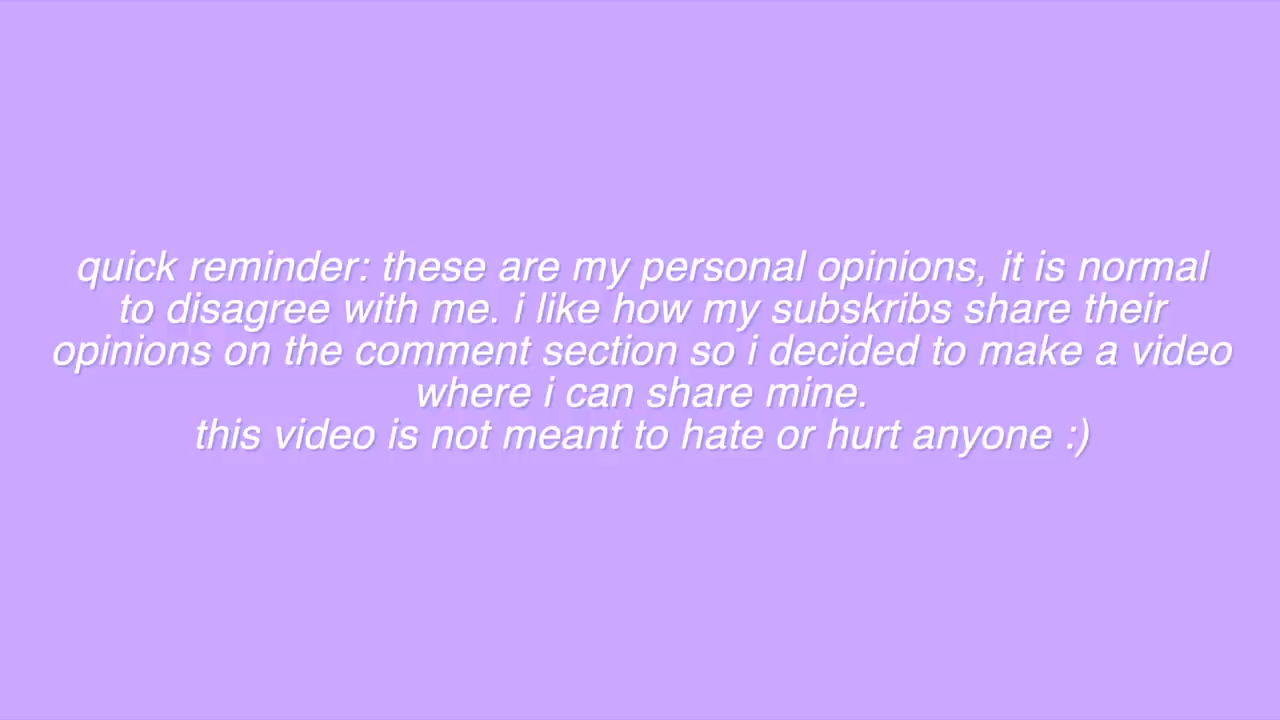 quick reminder: these are my personal opinions, it is normal
to disagree with me. i like how my subskribs share their
opinions on the comment section so i decided to make a video
where i can share mine.
this video is not meant to hate or hurt anyone :)